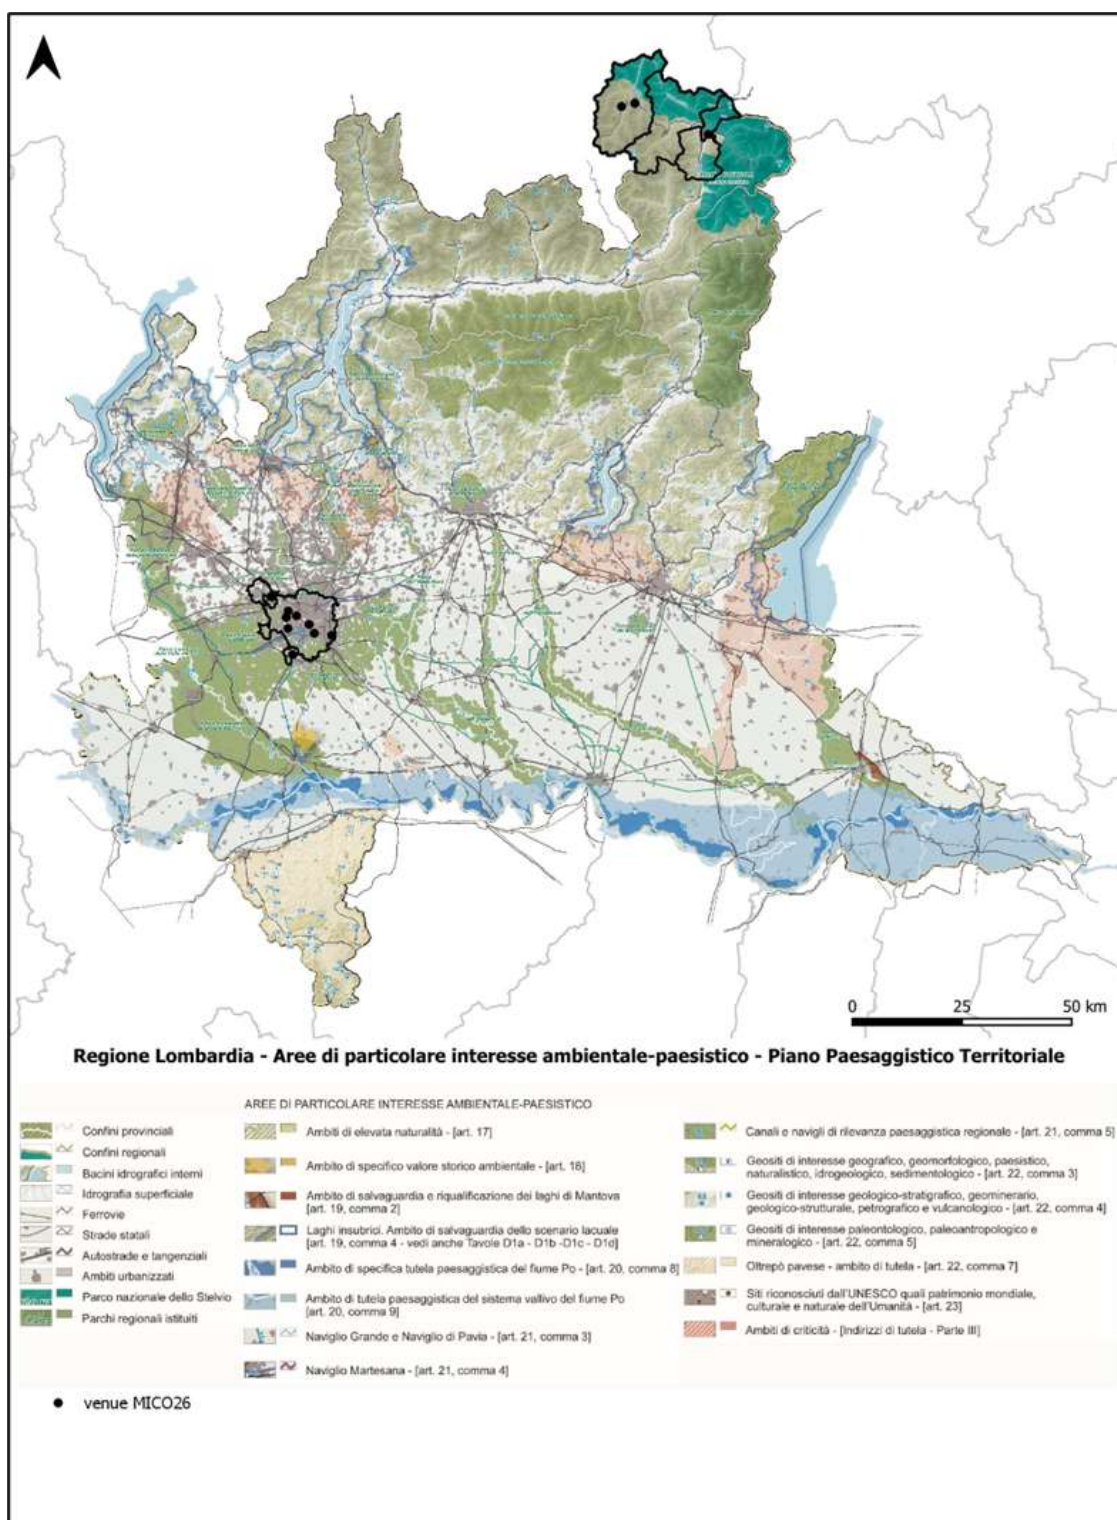 0 25 50 km
Regione Lombardia - Aree di particolare interesse ambientale-paesistico - Piano Paesaggistico Territoriale
Confini provinciali
Confini regionali
Bacini idrografici interni
Idrografia superficiale
Ferrovie
Strade statali
Autostrade e tangenziali
Ambiti urbanizzati
Parco nazionale dello Stelvio
Parchi regionali istituiti
AREE DI PARTICOLARE INTERESSE AMBIENTALE-PAESISTICO
Ambiti di elevata naturalità - [art. 17]
Ambito di specifico valore storico ambientale - [art. 18]
Ambito di salvaguardia e riqualificazione dei laghi di Mantova
[art. 19, comma 2]
Laghi insubrici. Ambito di salvaguardia dello scenario lacuale
[art. 19, comma 4 - vedi anche Tavole D1a - D1b -D1c - D1d]
Ambito di specifica tutela paesaggistica del fiume Po - [art. 20, comma 8]
Ambito di tutela paesaggistica del sistema vallivo del fiume Po
[art. 20, comma 9]
Naviglio Grande e Naviglio di Pavia - [art. 21, comma 3]
Naviglio Martesana - [art. 21, comma 4]
Canali e navigli di rilevanza paesaggistica regionale - [art. 21, comma 5]
Geositi di interesse geografico, geomorfologico, paesistico,
naturalistico, idrogeologico, sedimentologico - [art. 22, comma 3]
Geositi di interesse geologico-stratigrafico, geominerario,
geologico-strutturale, petrografico e vulcanologico - [art. 22, comma 4]
Geositi di interesse paleontologico, paleoantropologico e
mineralogico - [art. 22, comma 5]
Oltrepò pavese - ambito di tutela - [art. 22, comma 7]
Siti riconosciuti dall'UNESCO quali patrimonio mondiale,
culturale e naturale dell'Umanità - [art. 23]
Ambiti di criticità - [Indirizzi di tutela - Parte III]
venue MICO26